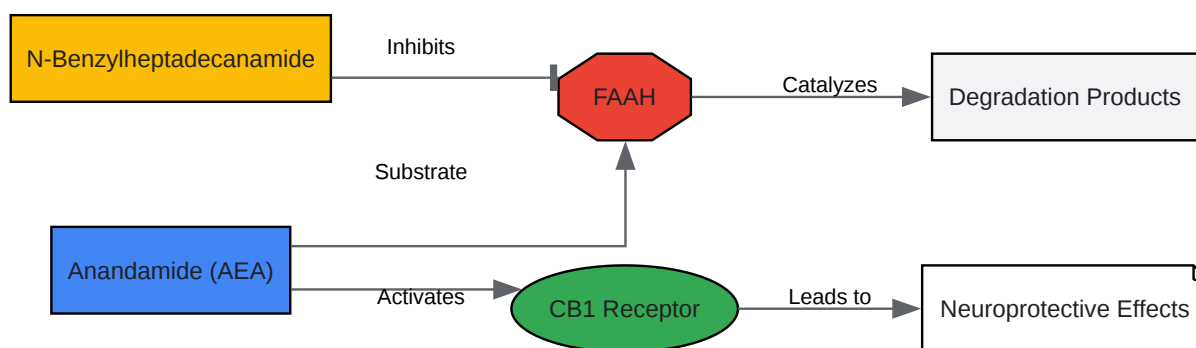 N-Benzylheptadecanamide
Inhibits
FAAH
Catalyzes
Degradation Products
Substrate
Anandamide (AEA)
Activates
CB1 Receptor
Leads to
Neuroprotective Effects